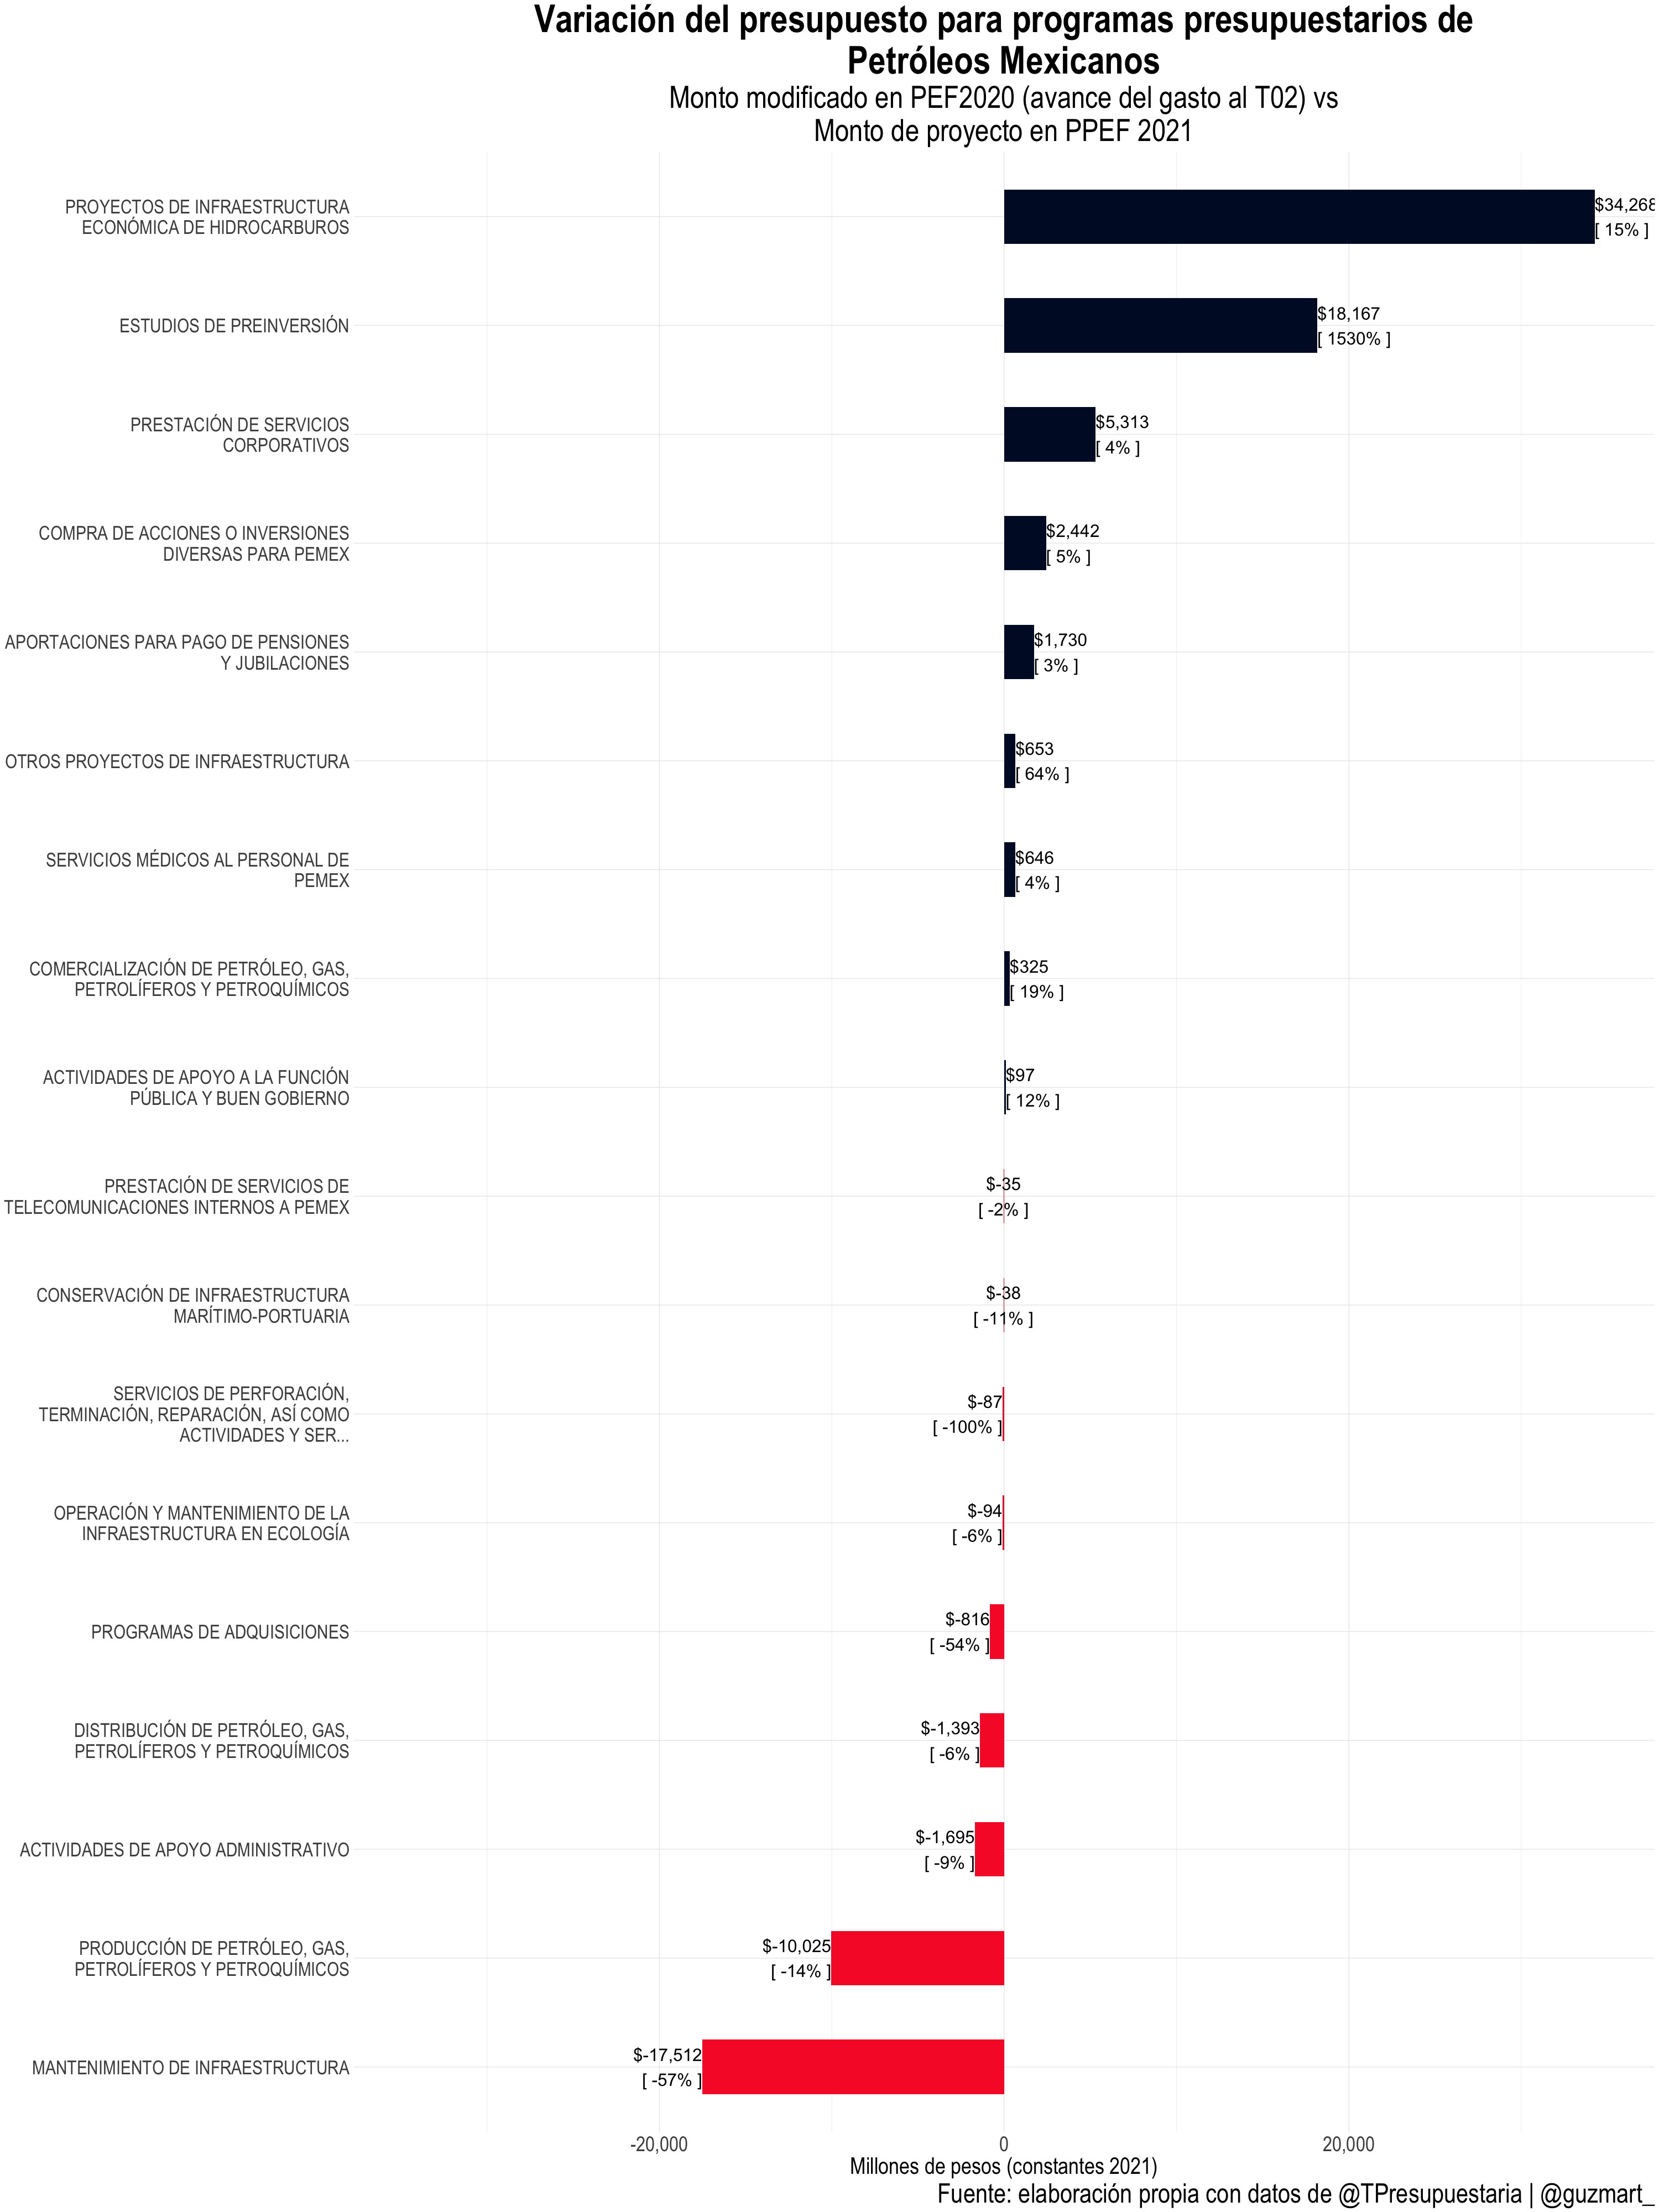 Variación del presupuesto para programas presupuestarios de
Petróleos Mexicanos
Monto modificado en PEF2020 (avance del gasto al T02) vs
Monto de proyecto en PPEF 2021
PROYECTOS DE INFRAESTRUCTURA
ECONÓMICA DE HIDROCARBUROS
$34,268
[ 15% ]
ESTUDIOS DE PREINVERSIÓN
$18,167
[ 1530% ]
PRESTACIÓN DE SERVICIOS
CORPORATIVOS
$5,313
[ 4% ]
COMPRA DE ACCIONES O INVERSIONES
DIVERSAS PARA PEMEX
$2,442
[ 5% ]
APORTACIONES PARA PAGO DE PENSIONES
Y JUBILACIONES
$1,730
[ 3% ]
OTROS PROYECTOS DE INFRAESTRUCTURA
$653
[ 64% ]
SERVICIOS MÉDICOS AL PERSONAL DE
PEMEX
$646
[ 4% ]
COMERCIALIZACIÓN DE PETRÓLEO, GAS,
PETROLÍFEROS Y PETROQUÍMICOS
$325
[ 19% ]
ACTIVIDADES DE APOYO A LA FUNCIÓN
PÚBLICA Y BUEN GOBIERNO
$97
[ 12% ]
PRESTACIÓN DE SERVICIOS DE
TELECOMUNICACIONES INTERNOS A PEMEX
$-35
[ -2% ]
CONSERVACIÓN DE INFRAESTRUCTURA
MARÍTIMO-PORTUARIA
$-38
[ -11% ]
SERVICIOS DE PERFORACIÓN,
TERMINACIÓN, REPARACIÓN, ASÍ COMO
ACTIVIDADES Y SER...
$-87
[ -100% ]
OPERACIÓN Y MANTENIMIENTO DE LA
INFRAESTRUCTURA EN ECOLOGÍA
$-94
[ -6% ]
PROGRAMAS DE ADQUISICIONES
$-816
[ -54% ]
DISTRIBUCIÓN DE PETRÓLEO, GAS,
PETROLÍFEROS Y PETROQUÍMICOS
$-1,393
[ -6% ]
ACTIVIDADES DE APOYO ADMINISTRATIVO
$-1,695
[ -9% ]
PRODUCCIÓN DE PETRÓLEO, GAS,
PETROLÍFEROS Y PETROQUÍMICOS
$-10,025
[ -14% ]
MANTENIMIENTO DE INFRAESTRUCTURA
$-17,512
[ -57% ]
-20,000
0
20,000
Millones de pesos (constantes 2021)
Fuente: elaboración propia con datos de @TPresupuestaria | @guzmart_